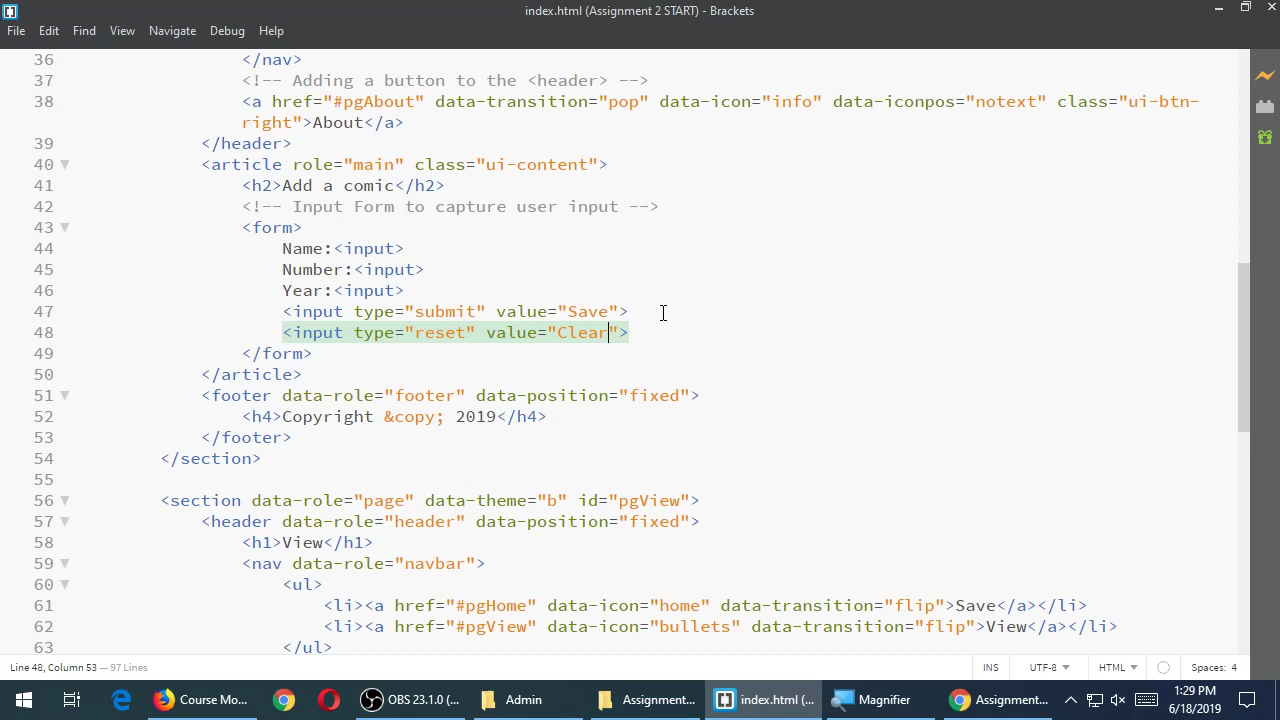 index.html (Assignment 2 START) - Brackets
File Edit Find View Navigate Debug Help
36 </nav>
37 <!-- Adding a button to the <header> -->
38 <a href="#pgAbout" data-transition="pop" data-icon="info" data-iconpos="notext" class="ui-btn-
right">About</a>
39 </header>
40 <article role="main" class="ui-content">
41 <h2>Add a comic</h2>
42 <!-- Input Form to capture user input -->
43 <form>
44 Name:<input>
45 Number:<input>
46 Year:<input>
47 <input type="submit" value="Save">
48 <input type="reset" value="Clear">
49 </form>
50 </article>
51 <footer data-role="footer" data-position="fixed">
52 <h4>Copyright &copy; 2019</h4>
53 </footer>
54 </section>
55
56 <section data-role="page" data-theme="b" id="pgView">
57 <header data-role="header" data-position="fixed">
58 <h1>View</h1>
59 <nav data-role="navbar">
60 <ul>
61 <li><a href="#pgHome" data-icon="home" data-transition="flip">Save</a></li>
62 <li><a href="#pgView" data-icon="bullets" data-transition="flip">View</a></li>
63 </ul>
Line 48, Column 53 — 97 Lines INS UTF-8 HTML Spaces: 4
Course Mo... OBS 23.1.0 (... Admin Assignment... index.html (... Magnifier Assignment... 1:29 PM
6/18/2019